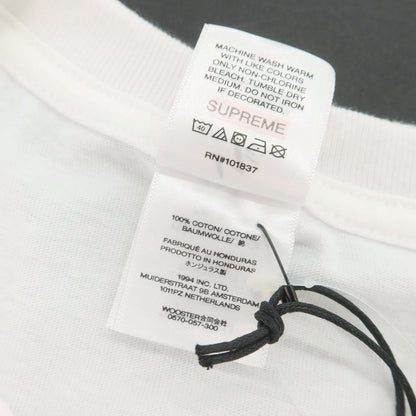 MACHINE WASH WARM
WITH LIKE COLORS
ONLY NON-CHLORINE
BLEACH. TUMBLE DRY
MEDIUM. DO NOT IRON
IF DECORATED.
SUPREME
40
RN#101837
100% COTON/ COTONE/
BAUMWOLLE/ 綿
FABRIQUÉ AU HONDURAS
PRODOTTO IN HONDURAS
ホンジュラス製
1994 INC. LTD.
MUIDERSTRAAT 9B AMSTERDAM
1011PZ NETHERLANDS
WOOSTER合同会社
0570-057-300